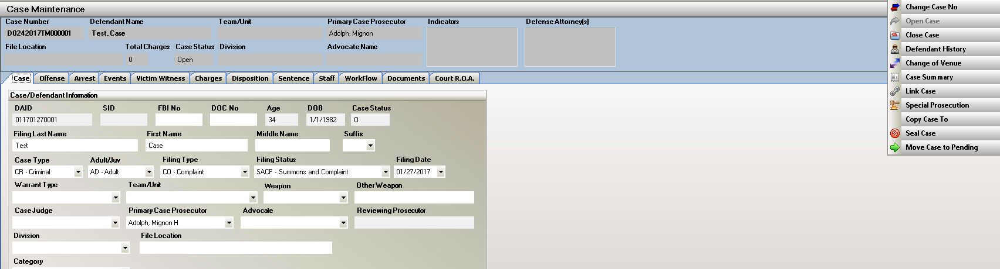 Case Maintenance
Case Number Defendant Name Team/Unit Primary Case Prosecutor Indicators Defense Attorney(s)
D0242017TM000001 Test, Case Adolph, Mignon
File Location Total Charges Case Status Division Advocate Name
0 Open
Case Offense Arrest Events Victim Witness Charges Disposition Sentence Staff WorkFlow Documents Court R.O.A.
Case/Defendant Information
DAID SID FBI No DOC No Age DOB Case Status
011701270001 34 1/1/1982 O
Filing Last Name First Name Middle Name Suffix
Test Case
Case Type Adult/Juv Filing Type Filing Status Filing Date
CR - Criminal AD - Adult CO - Complaint SACF - Summons and Complaint 01/27/2017
Warrant Type Team/Unit Weapon Other Weapon
Case Judge Primary Case Prosecutor Advocate Reviewing Prosecutor
Adolph, Mignon H
Division File Location
Category
Change Case No
Open Case
Close Case
Defendant History
Change of Venue
Case Summary
Link Case
Special Prosecution
Copy Case To
Seal Case
Move Case to Pending